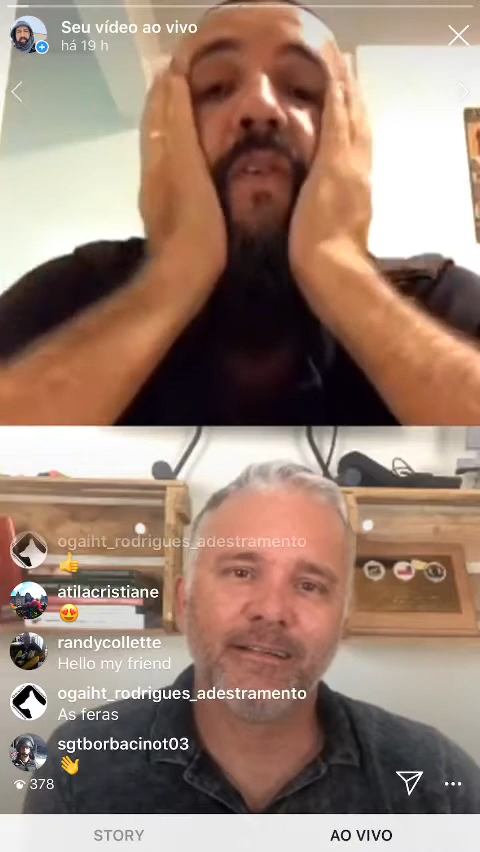 Seu vídeo ao vivo
há 19 h
ogaiht_rodrigues_adestramento
👍
atilacristiane
😍
randycollette
Hello my friend
ogaiht_rodrigues_adestramento
As feras
sgtborbacinot03
👋
378
STORY
AO VIVO